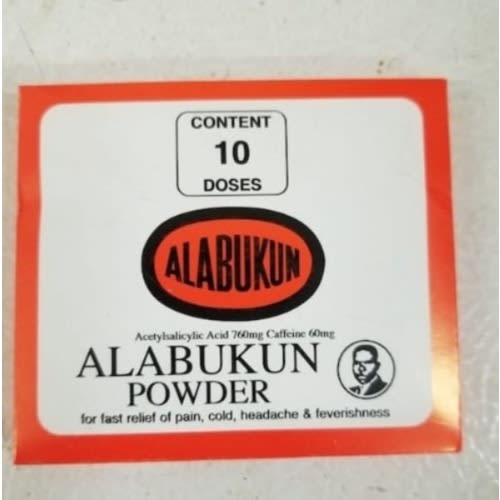 CONTENT
10
DOSES
ALABUKUN
Acetylsalicylic Acid 760mg Caffeine 60mg
ALABUKUN
POWDER
for fast relief of pain, cold, headache & feverishness